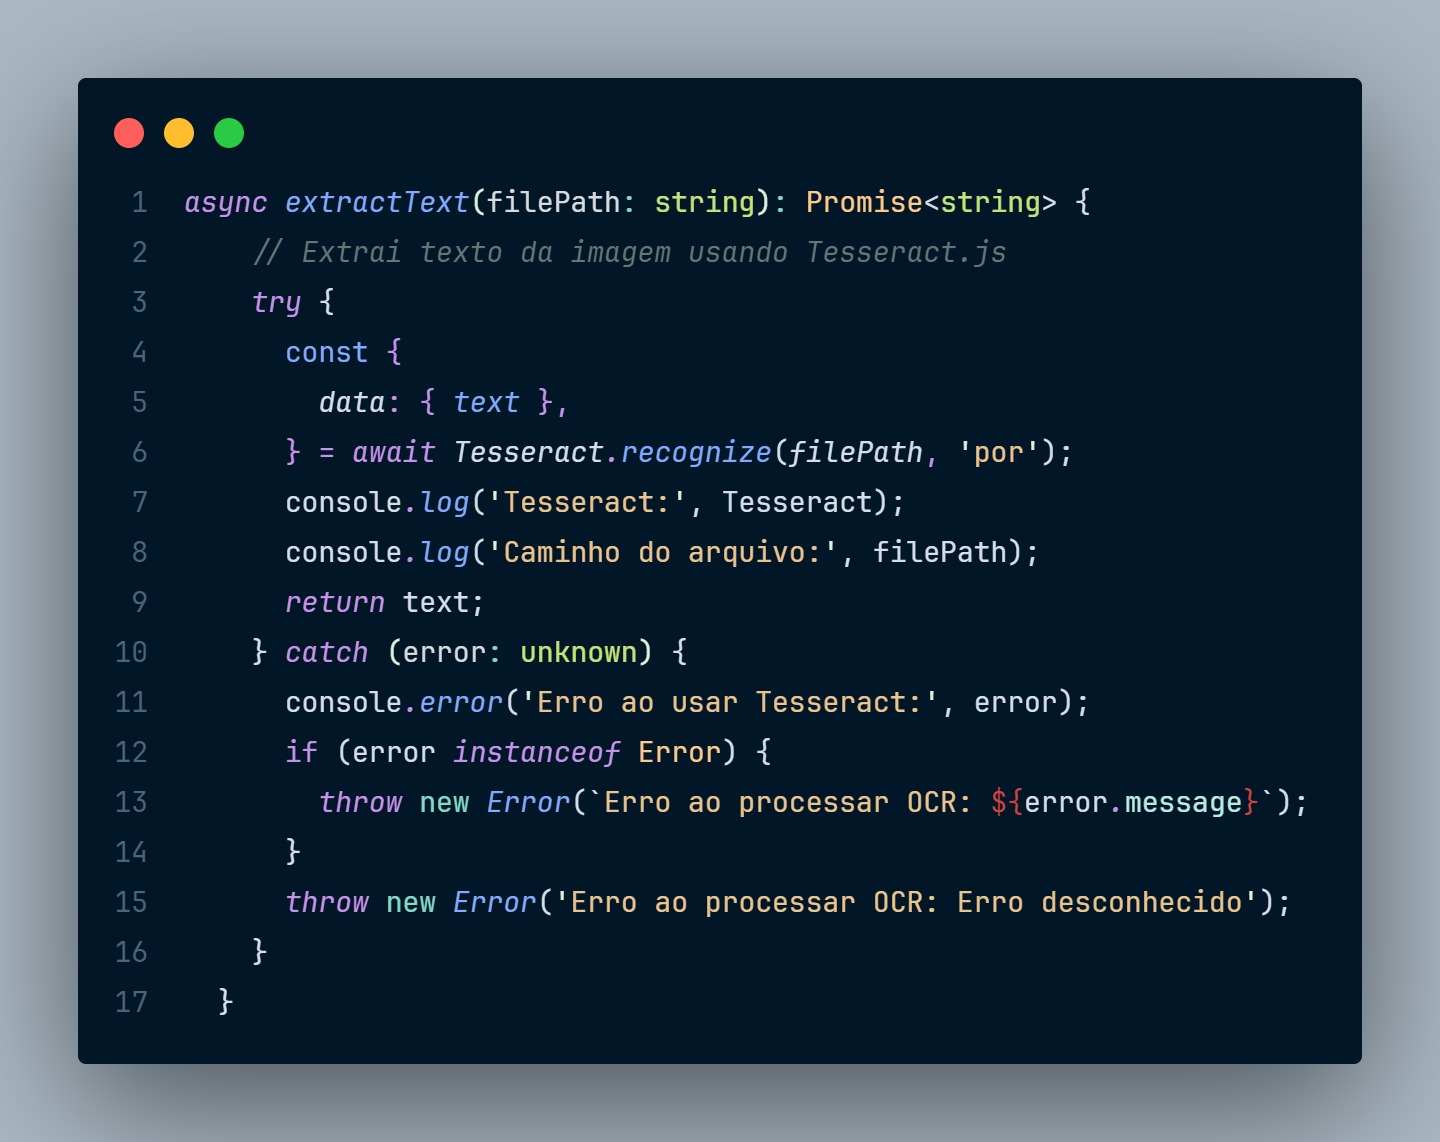 1 async extractText(filePath: string): Promise<string> {
2     // Extrai texto da imagem usando Tesseract.js
3     try {
4       const {
5         data: { text },
6       } = await Tesseract.recognize(filePath, 'por');
7       console.log('Tesseract:', Tesseract);
8       console.log('Caminho do arquivo:', filePath);
9       return text;
10     } catch (error: unknown) {
11       console.error('Erro ao usar Tesseract:', error);
12       if (error instanceof Error) {
13         throw new Error(`Erro ao processar OCR: ${error.message}`);
14       }
15       throw new Error('Erro ao processar OCR: Erro desconhecido');
16     }
17   }